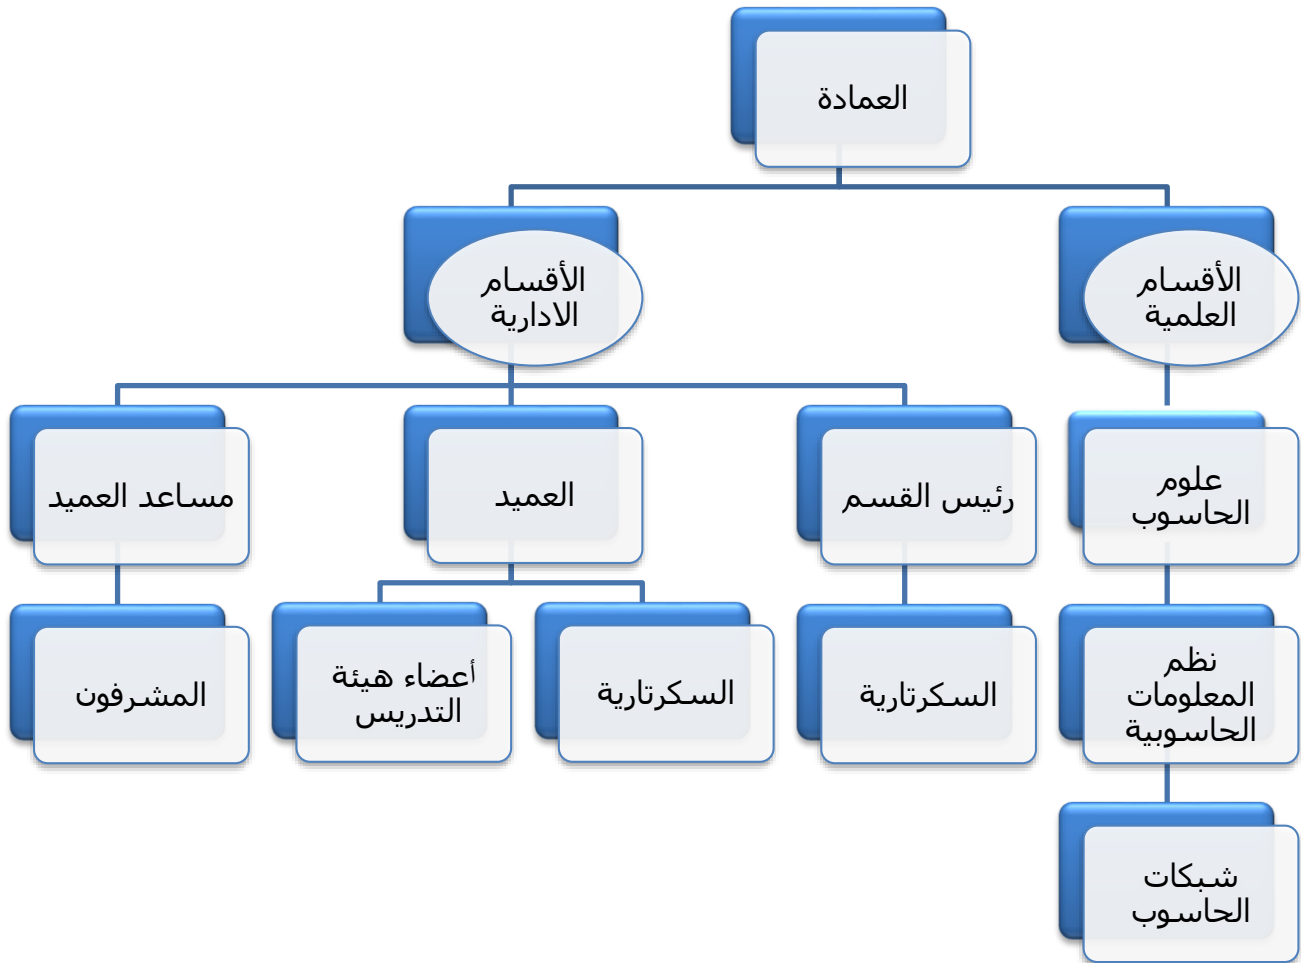 العمادة
الأقسام
العلمية
الأقسام
الادارية
علوم
الحاسوب
رئيس القسم
العميد
مساعد العميد
نظم
المعلومات
الحاسوبية
السكرتارية
السكرتارية
أعضاء هيئة
التدريس
المشرفون
شبكات
الحاسوب